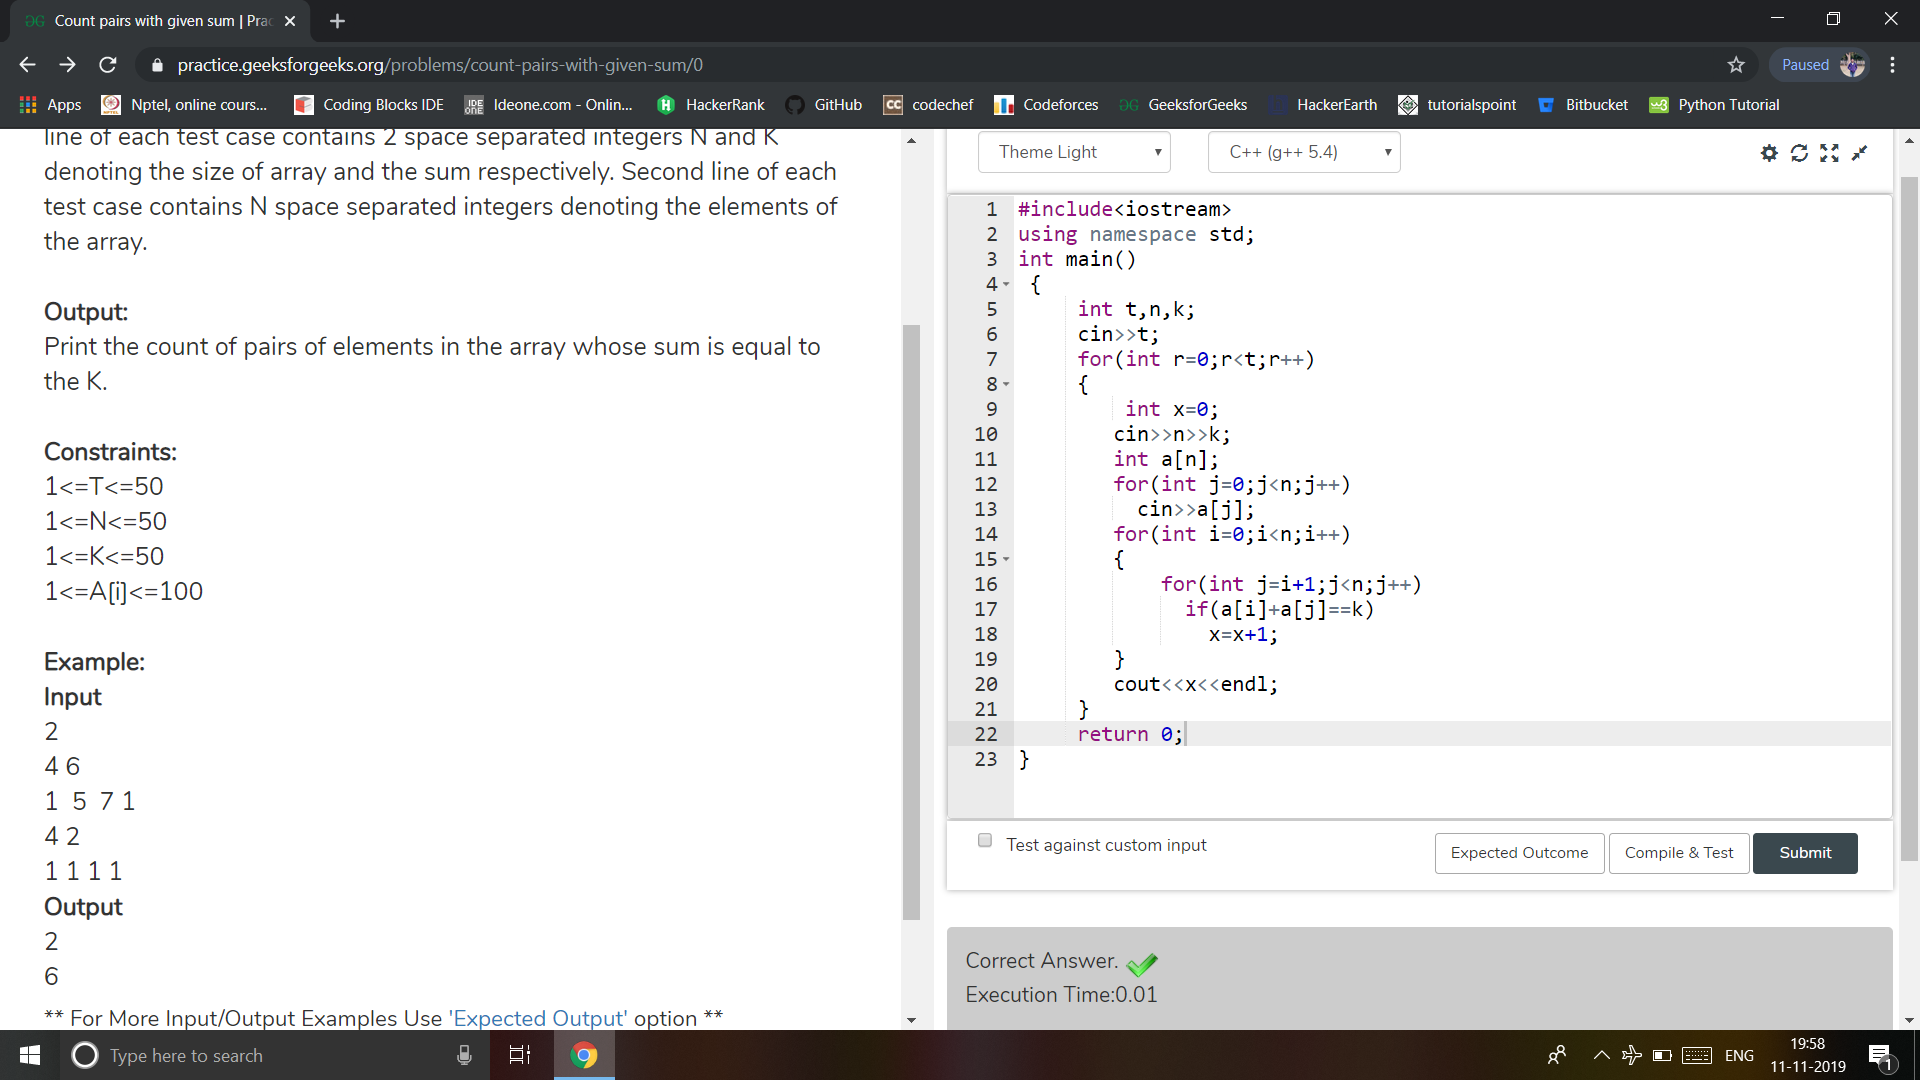 Count pairs with given sum | Prac
practice.geeksforgeeks.org/problems/count-pairs-with-given-sum/0
Paused
Apps
Nptel, online cours...
Coding Blocks IDE
IDE ONE
Ideone.com - Onlin...
HackerRank
GitHub
CC
codechef
Codeforces
GeeksforGeeks
HackerEarth
tutorialspoint
Bitbucket
Python Tutorial
line of each test case contains 2 space separated integers N and K
denoting the size of array and the sum respectively. Second line of each
test case contains N space separated integers denoting the elements of
the array.
Output:
Print the count of pairs of elements in the array whose sum is equal to
the K.
Constraints:
1<=T<=50
1<=N<=50
1<=K<=50
1<=A[i]<=100
Example:
Input
2
4 6
1 5 7 1
4 2
1 1 1 1
Output
2
6
** For More Input/Output Examples Use 'Expected Output' option **
Theme Light
C++ (g++ 5.4)
1 #include<iostream>
2 using namespace std;
3 int main()
4 {
5 int t,n,k;
6 cin>>t;
7 for(int r=0;r<t;r++)
8 {
9 int x=0;
10 cin>>n>>k;
11 int a[n];
12 for(int j=0;j<n;j++)
13 cin>>a[j];
14 for(int i=0;i<n;i++)
15 {
16 for(int j=i+1;j<n;j++)
17 if(a[i]+a[j]==k)
18 x=x+1;
19 }
20 cout<<x<<endl;
21 }
22 return 0;
23 }
Test against custom input
Expected Outcome
Compile & Test
Submit
Correct Answer.
Execution Time:0.01
Type here to search
ENG
19:58
11-11-2019
1